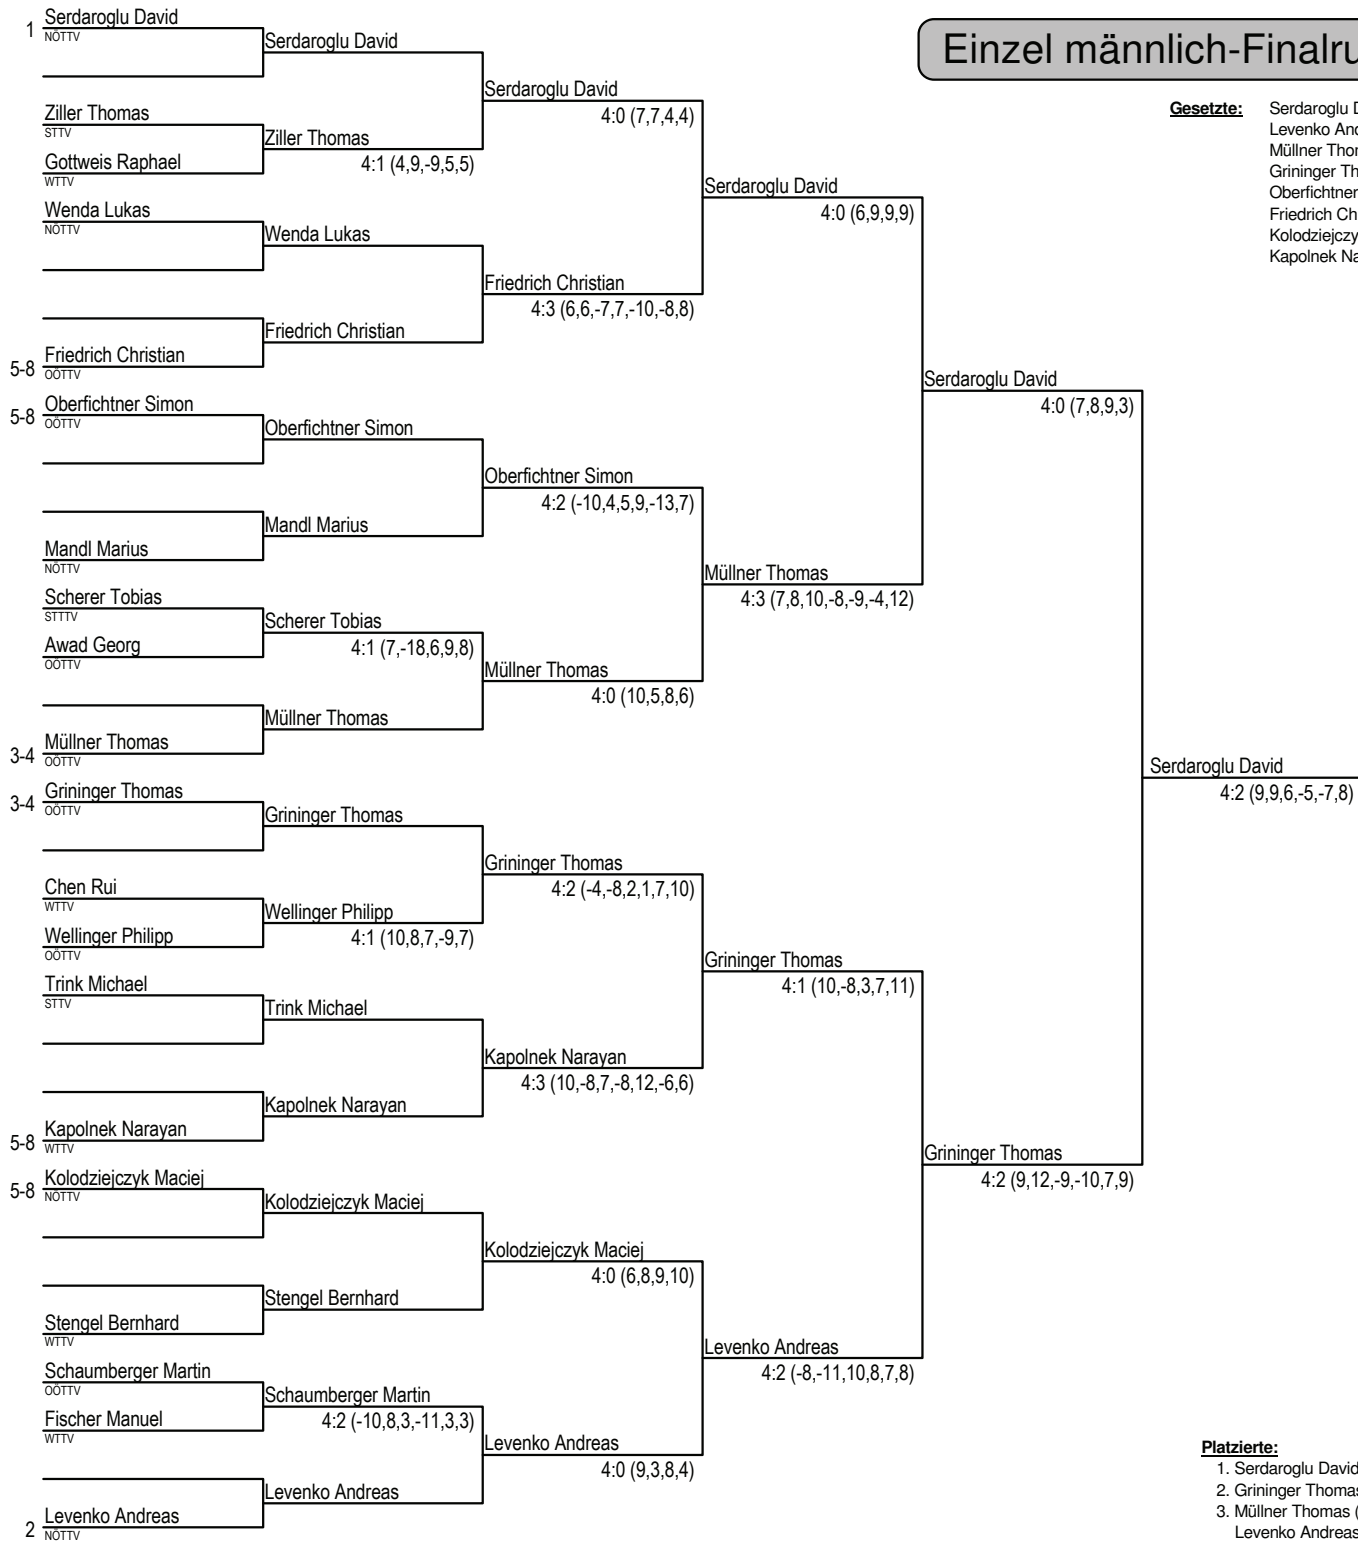 Einzel männlich-Finalru
Gesetzte:
Serdaroglu D
Levenko And
Müllner Thom
Grininger Th
Oberfichtner
Friedrich Ch
Kolodziejczy
Kapolnek Na
1 Serdaroglu David
NÖTTV
Ziller Thomas
STTV
Gottweis Raphael
WTTV
Wenda Lukas
NÖTTV
5-8 Friedrich Christian
OÖTTV
5-8 Oberfichtner Simon
OÖTTV
Mandl Marius
NÖTTV
Scherer Tobias
STTTV
Awad Georg
OÖTTV
3-4 Müllner Thomas
OÖTTV
3-4 Grininger Thomas
OÖTTV
Chen Rui
WTTV
Wellinger Philipp
OÖTTV
Trink Michael
STTV
5-8 Kapolnek Narayan
WTTV
5-8 Kolodziejczyk Maciej
NÖTTV
Stengel Bernhard
WTTV
Schaumberger Martin
OÖTTV
Fischer Manuel
WTTV
2 Levenko Andreas
NÖTTV
Serdaroglu David
Ziller Thomas
4:1 (4,9,-9,5,5)
Wenda Lukas
Friedrich Christian
Oberfichtner Simon
Mandl Marius
Scherer Tobias
4:1 (7,-18,6,9,8)
Müllner Thomas
Grininger Thomas
Wellinger Philipp
4:1 (10,8,7,-9,7)
Trink Michael
Kapolnek Narayan
Kolodziejczyk Maciej
Stengel Bernhard
Schaumberger Martin
4:2 (-10,8,3,-11,3,3)
Levenko Andreas
Serdaroglu David
4:0 (7,7,4,4)
Friedrich Christian
4:3 (6,6,-7,7,-10,-8,8)
Oberfichtner Simon
4:2 (-10,4,5,9,-13,7)
Müllner Thomas
4:0 (10,5,8,6)
Grininger Thomas
4:2 (-4,-8,2,1,7,10)
Kapolnek Narayan
4:3 (10,-8,7,-8,12,-6,6)
Kolodziejczyk Maciej
4:0 (6,8,9,10)
Levenko Andreas
4:0 (9,3,8,4)
Serdaroglu David
4:0 (6,9,9,9)
Müllner Thomas
4:3 (7,8,10,-8,-9,-4,12)
Grininger Thomas
4:1 (10,-8,3,7,11)
Levenko Andreas
4:2 (-8,-11,10,8,7,8)
Serdaroglu David
4:0 (7,8,9,3)
Grininger Thomas
4:2 (9,12,-9,-10,7,9)
Serdaroglu David
4:2 (9,9,6,-5,-7,8)
Platzierte:
1. Serdaroglu David
2. Grininger Thomas
3. Müllner Thomas (
Levenko Andreas